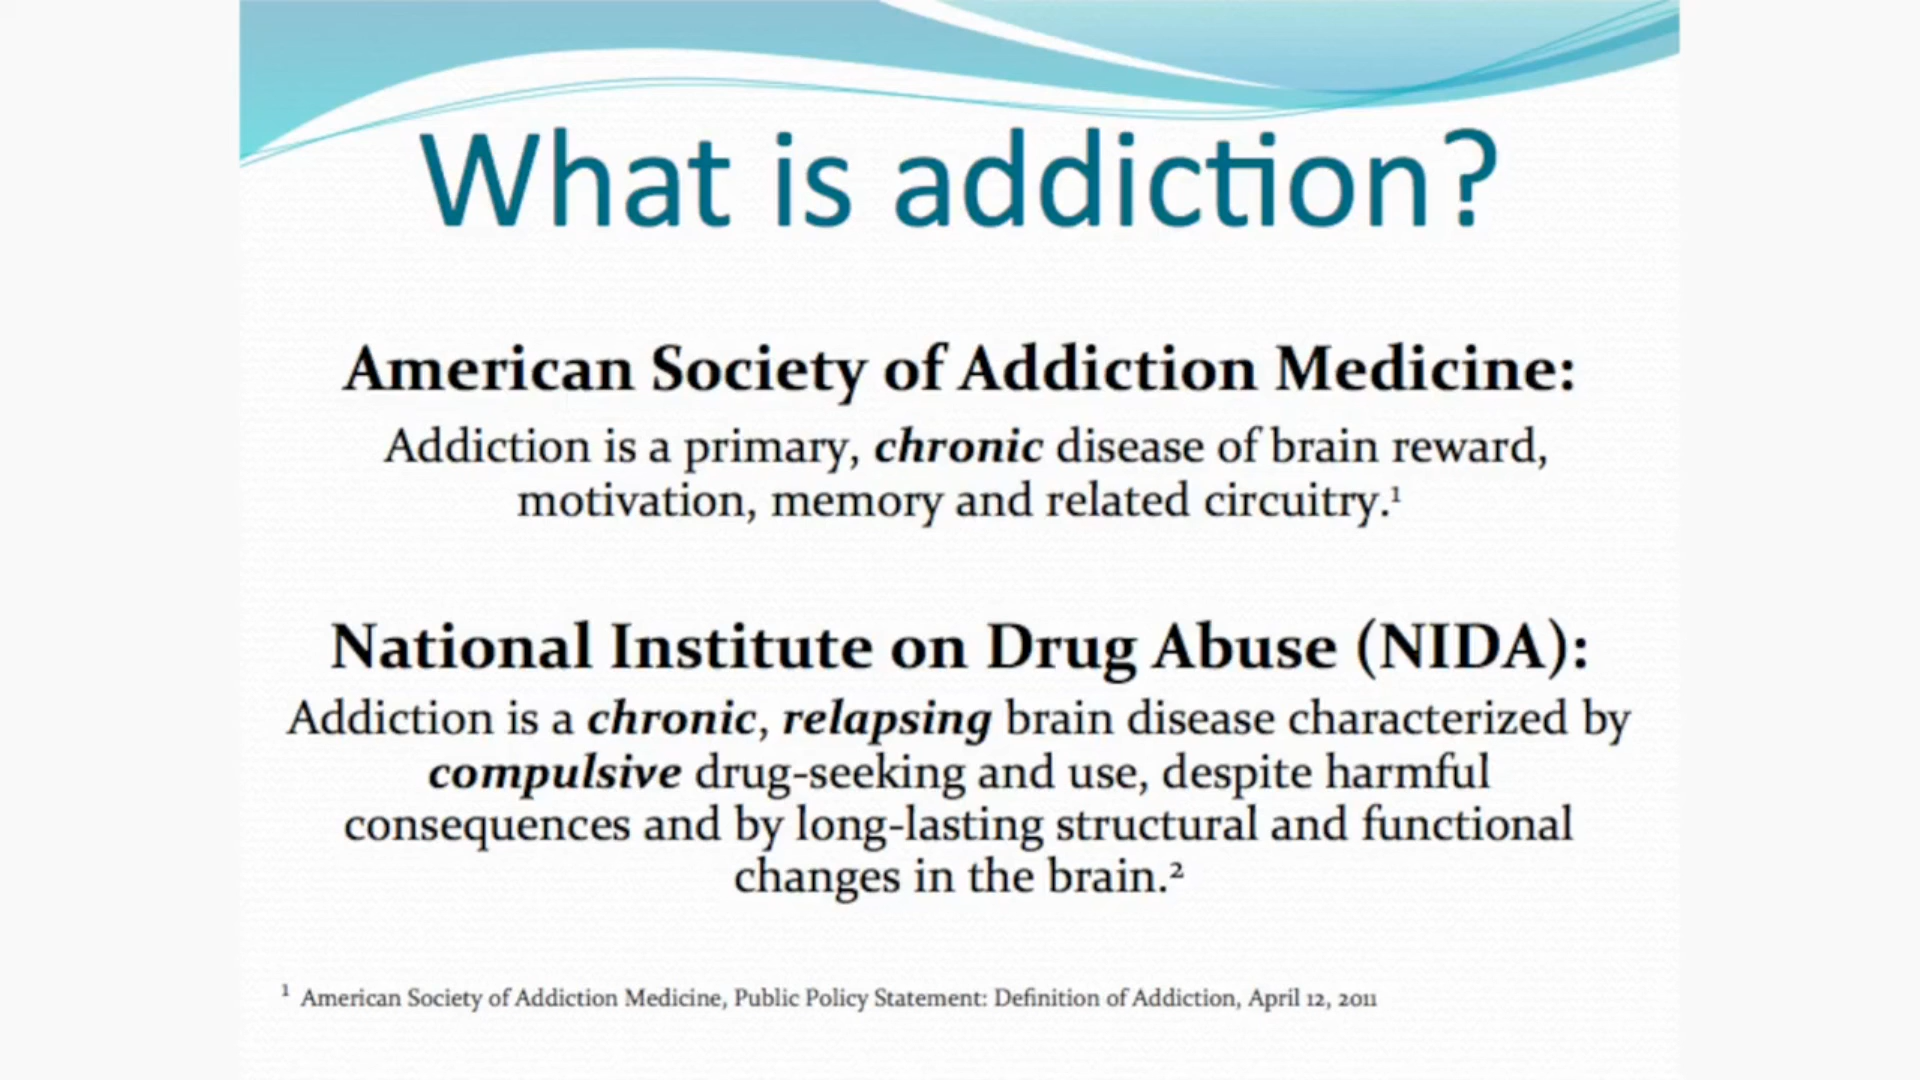 What is addiction?
American Society of Addiction Medicine:
Addiction is a primary, chronic disease of brain reward,
motivation, memory and related circuitry.¹
National Institute on Drug Abuse (NIDA):
Addiction is a chronic, relapsing brain disease characterized by
compulsive drug-seeking and use, despite harmful
consequences and by long-lasting structural and functional
changes in the brain.²
¹ American Society of Addiction Medicine, Public Policy Statement: Definition of Addiction, April 12, 2011